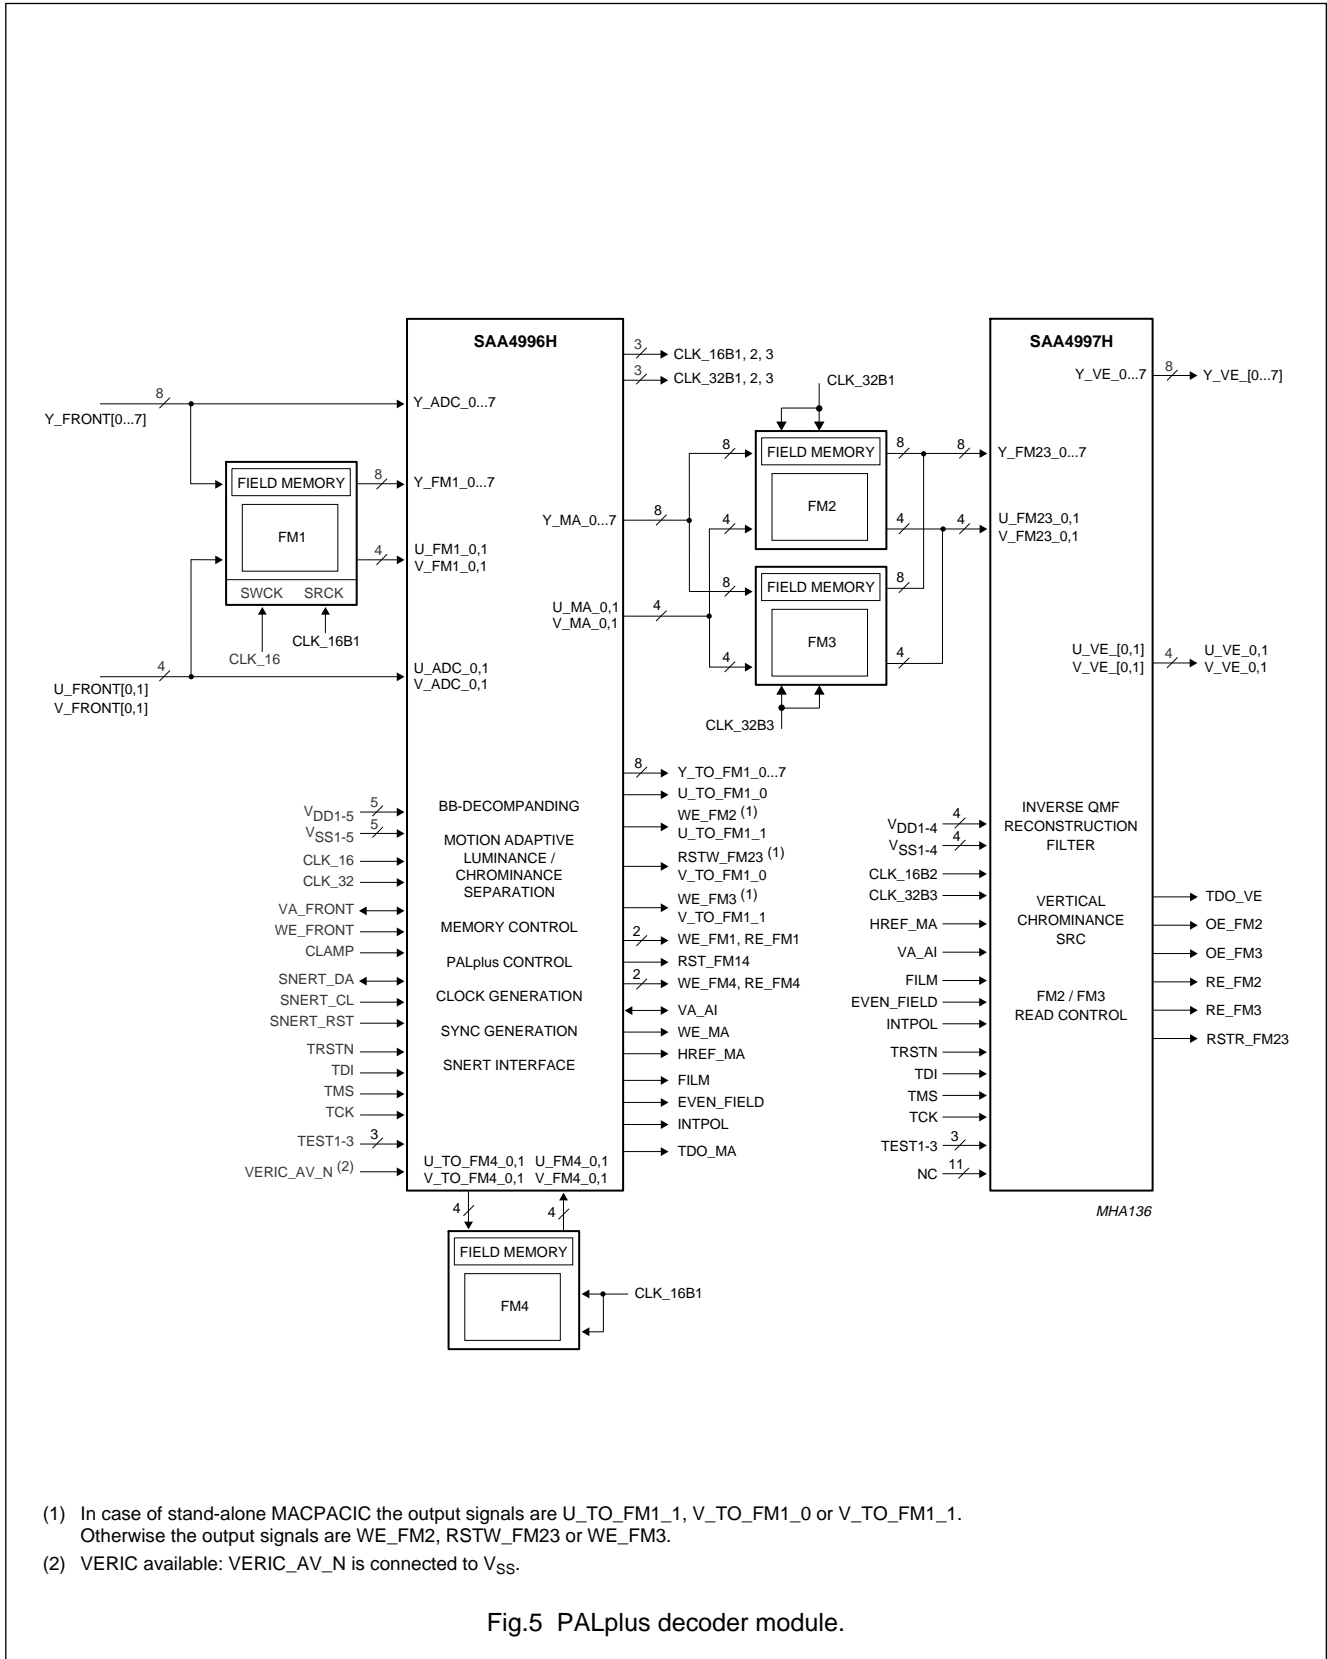 SAA4996H
SAA4997H
3
CLK_16B1, 2, 3
3
CLK_32B1, 2, 3
CLK_32B1
Y_VE_0...7
8
Y_VE_[0...7]
8
Y_FRONT[0...7]
Y_ADC_0...7
FIELD MEMORY
FM1
SWCK
SRCK
8
Y_FM1_0...7
4
U_FM1_0,1
V_FM1_0,1
CLK_16
CLK_16B1
4
U_FRONT[0,1]
V_FRONT[0,1]
U_ADC_0,1
V_ADC_0,1
Y_MA_0...7
8
U_MA_0,1
V_MA_0,1
4
8
4
FIELD MEMORY
FM2
8
4
8
4
FIELD MEMORY
FM3
8
4
CLK_32B3
8
Y_FM23_0...7
4
U_FM23_0,1
V_FM23_0,1
U_VE_[0,1]
V_VE_[0,1]
4
U_VE_0,1
V_VE_0,1
VDD1-5
5
VSS1-5
5
CLK_16
CLK_32
VA_FRONT
WE_FRONT
CLAMP
SNERT_DA
SNERT_CL
SNERT_RST
TRSTN
TDI
TMS
TCK
TEST1-3
3
VERIC_AV_N (2)
BB-DECOMPANDING
MOTION ADAPTIVE
LUMINANCE /
CHROMINANCE
SEPARATION
MEMORY CONTROL
PALplus CONTROL
CLOCK GENERATION
SYNC GENERATION
SNERT INTERFACE
U_TO_FM4_0,1
V_TO_FM4_0,1
U_FM4_0,1
V_FM4_0,1
8
Y_TO_FM1_0...7
U_TO_FM1_0
WE_FM2 (1)
U_TO_FM1_1
RSTW_FM23 (1)
V_TO_FM1_0
WE_FM3 (1)
V_TO_FM1_1
2
WE_FM1, RE_FM1
RST_FM14
2
WE_FM4, RE_FM4
VA_AI
WE_MA
HREF_MA
FILM
EVEN_FIELD
INTPOL
TDO_MA
VDD1-4
4
VSS1-4
4
CLK_16B2
CLK_32B3
HREF_MA
VA_AI
FILM
EVEN_FIELD
INTPOL
TRSTN
TDI
TMS
TCK
TEST1-3
3
NC
11
INVERSE QMF
RECONSTRUCTION
FILTER
VERTICAL
CHROMINANCE
SRC
FM2 / FM3
READ CONTROL
TDO_VE
OE_FM2
OE_FM3
RE_FM2
RE_FM3
RSTR_FM23
4
4
FIELD MEMORY
FM4
CLK_16B1
MHA136
(1) In case of stand-alone MACPACIC the output signals are U_TO_FM1_1, V_TO_FM1_0 or V_TO_FM1_1.
Otherwise the output signals are WE_FM2, RSTW_FM23 or WE_FM3.
(2) VERIC available: VERIC_AV_N is connected to VSS.
Fig.5 PALplus decoder module.